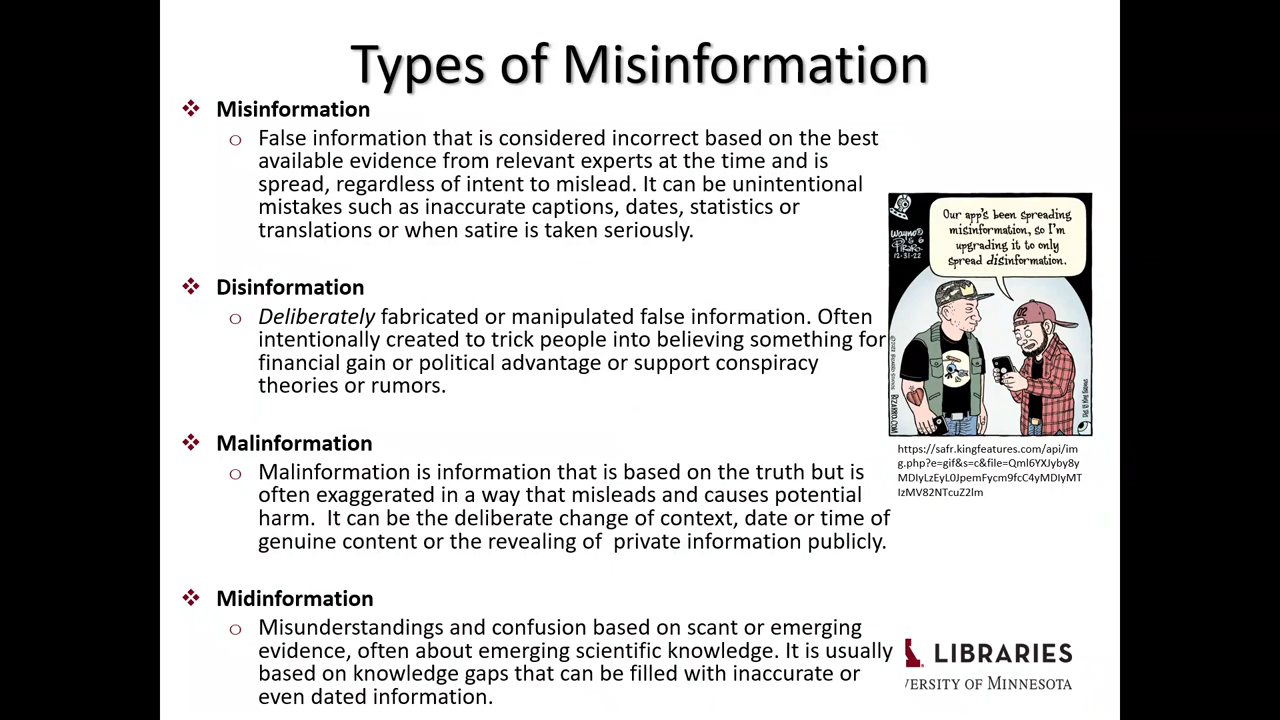 Types of Misinformation
❖ Misinformation
o False information that is considered incorrect based on the best
available evidence from relevant experts at the time and is
spread, regardless of intent to mislead. It can be unintentional
mistakes such as inaccurate captions, dates, statistics or
translations or when satire is taken seriously.
❖ Disinformation
o Deliberately fabricated or manipulated false information. Often
intentionally created to trick people into believing something for
financial gain or political advantage or support conspiracy
theories or rumors.
❖ Malinformation
o Malinformation is information that is based on the truth but is
often exaggerated in a way that misleads and causes potential
harm.  It can be the deliberate change of context, date or time of
genuine content or the revealing of  private information publicly.
❖ Midinformation
o Misunderstandings and confusion based on scant or emerging
evidence, often about emerging scientific knowledge. It is usually
based on knowledge gaps that can be filled with inaccurate or
even dated information.
Our app's been spreading
misinformation, so I'm
upgrading it to only
spread disinformation.
Wayno®
&
Piraro
12·31·22
BIZARRO.COM
https://safr.kingfeatures.com/api/im
g.php?e=gif&s=c&file=Qml6YXJyby8y
MDIyLzEyL0JpemFycm9fcC4yMDIyMT
IzMV82NTcuZ2lm
LIBRARIES
VERSITY OF MINNESOTA